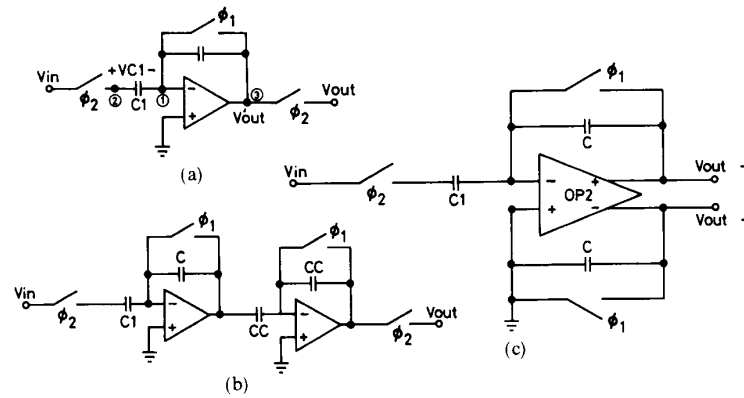 ϕ1
Vin
+VC1-
ϕ2
②
C1
①
-
+
③
V'out
ϕ2
Vout
(a)
ϕ1
C
Vin
ϕ2
C1
-
+
ϕ1
CC
CC
-
+
ϕ2
Vout
(b)
ϕ1
C
Vin
ϕ2
C1
-
+
OP2
+
-
Vout
-
Vout
-
C
ϕ1
(c)